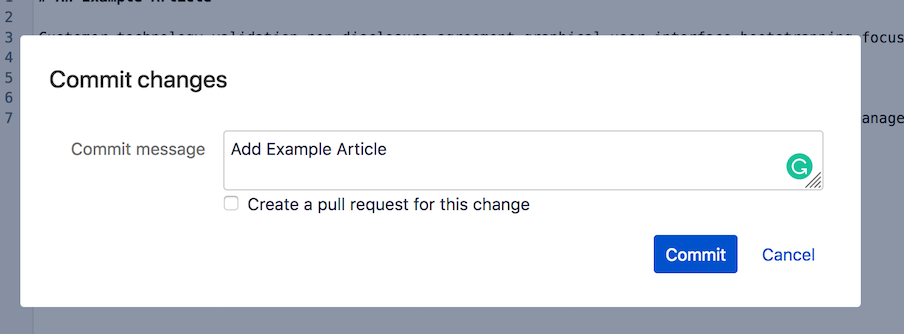 2
3
focus
4
5
6
7
anage
Commit changes
Commit message
Add Example Article
Create a pull request for this change
Commit
Cancel